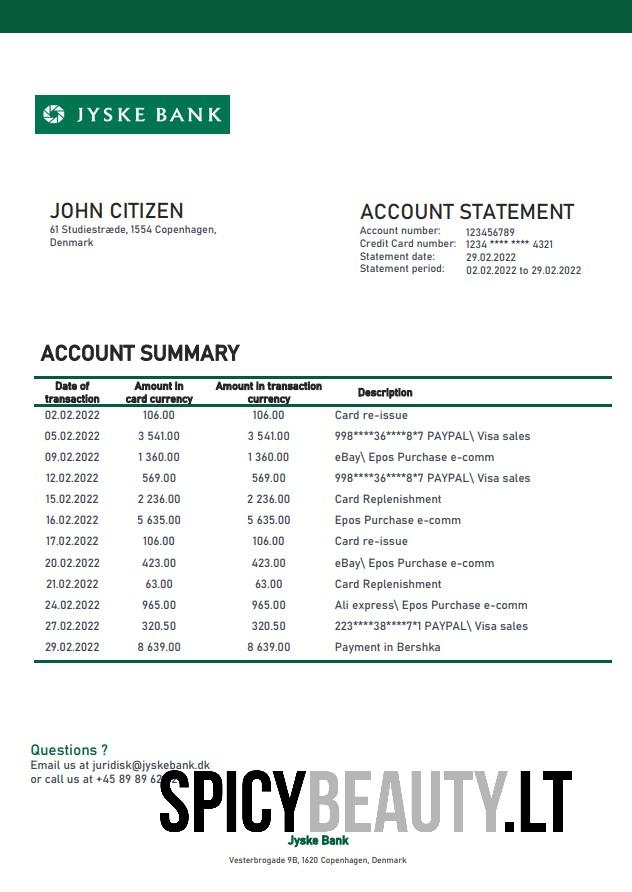 JYSKE BANK
JOHN CITIZEN
61 Studiestræde, 1554 Copenhagen,
Denmark
ACCOUNT STATEMENT
Account number: 123456789
Credit Card number: 1234 **** **** 4321
Statement date: 29.02.2022
Statement period: 02.02.2022 to 29.02.2022
ACCOUNT SUMMARY
Date of transaction Amount in card currency Amount in transaction currency Description
02.02.2022 106.00 106.00 Card re-issue
05.02.2022 3 541.00 3 541.00 998****36****8*7 PAYPAL\ Visa sales
09.02.2022 1 360.00 1 360.00 eBay\ Epos Purchase e-comm
12.02.2022 569.00 569.00 998****36****8*7 PAYPAL\ Visa sales
15.02.2022 2 236.00 2 236.00 Card Replenishment
16.02.2022 5 635.00 5 635.00 Epos Purchase e-comm
17.02.2022 106.00 106.00 Card re-issue
20.02.2022 423.00 423.00 eBay\ Epos Purchase e-comm
21.02.2022 63.00 63.00 Card Replenishment
24.02.2022 965.00 965.00 Ali express\ Epos Purchase e-comm
27.02.2022 320.50 320.50 223****38****7*1 PAYPAL\ Visa sales
29.02.2022 8 639.00 8 639.00 Payment in Bershka
Questions ?
Email us at juridisk@jyskebank.dk
or call us at +45 89 89
SPICYBEAUTY.LT
Jyske Bank
Vesterbrogade 9B, 1620 Copenhagen, Denmark